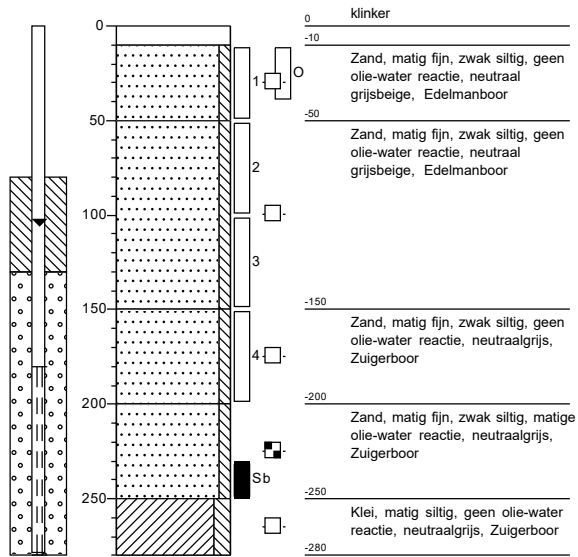 0
50
100
150
200
250
1
O
2
3
4
Sb
0
klinker
-10
Zand, matig fijn, zwak siltig, geen
olie-water reactie, neutraal
grijsbeige, Edelmanboor
-50
Zand, matig fijn, zwak siltig, geen
olie-water reactie, neutraal
grijsbeige, Edelmanboor
-150
Zand, matig fijn, zwak siltig, geen
olie-water reactie, neutraalgrijs,
Zuigerboor
-200
Zand, matig fijn, zwak siltig, matige
olie-water reactie, neutraalgrijs,
Zuigerboor
-250
Klei, matig siltig, geen olie-water
reactie, neutraalgrijs, Zuigerboor
-280